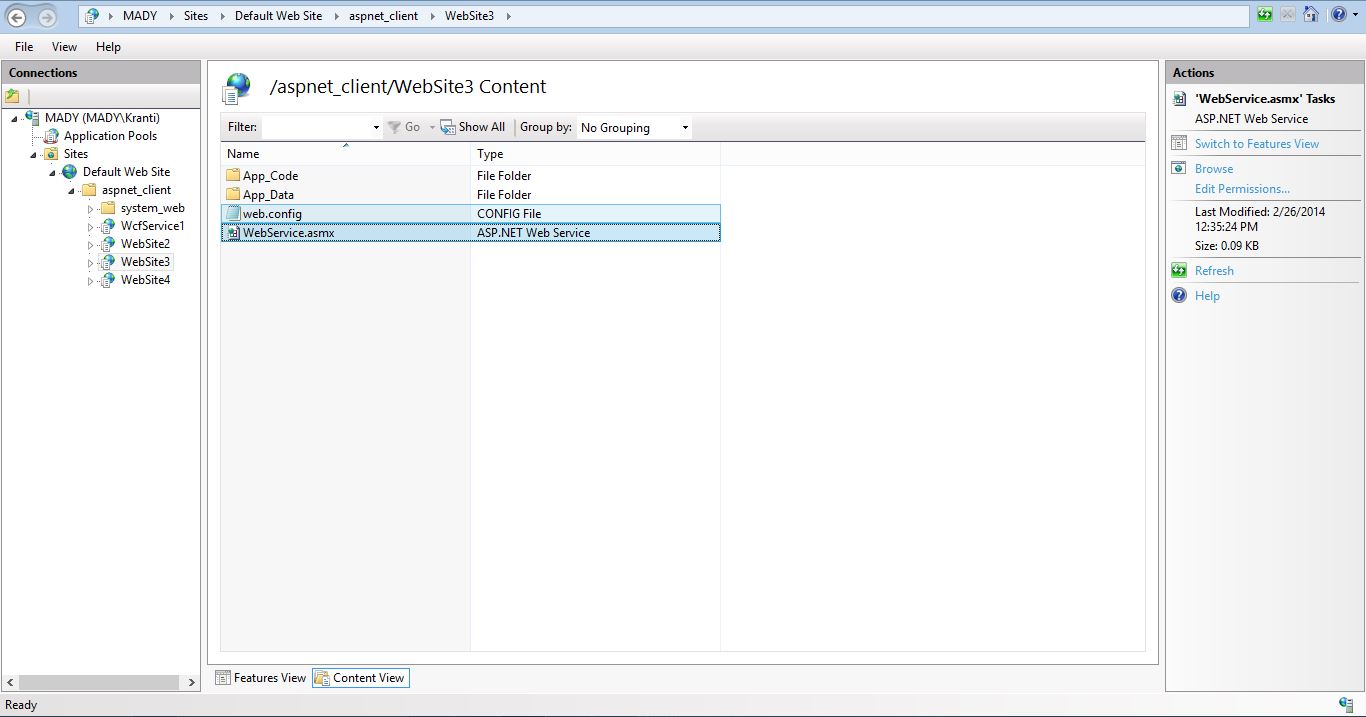 MADY Sites Default Web Site aspnet_client WebSite3
File View Help
Connections
MADY (MADY\Kranti)
Application Pools
Sites
Default Web Site
aspnet_client
system_web
WcfService1
WebSite2
WebSite3
WebSite4
/aspnet_client/WebSite3 Content
Filter: Go Show All Group by: No Grouping
Name Type
App_Code File Folder
App_Data File Folder
web.config CONFIG File
WebService.asmx ASP.NET Web Service
Features View Content View
Actions
'WebService.asmx' Tasks
ASP.NET Web Service
Switch to Features View
Browse
Edit Permissions...
Last Modified: 2/26/2014
12:35:24 PM
Size: 0.09 KB
Refresh
Help
Ready